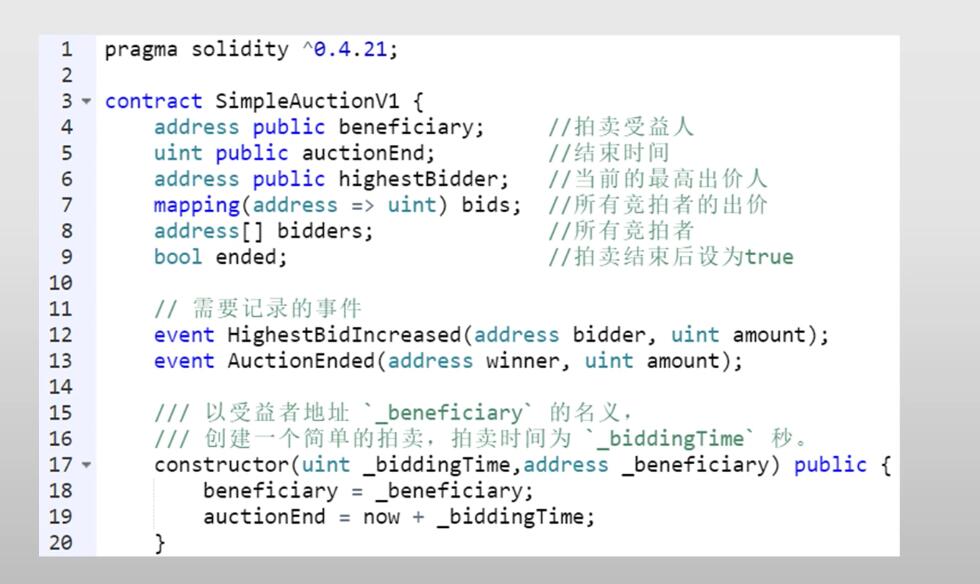 1 pragma solidity ^0.4.21;
2
3 contract SimpleAuctionV1 {
4     address public beneficiary;     //拍卖受益人
5     uint public auctionEnd;         //结束时间
6     address public highestBidder;   //当前的最高出价人
7     mapping(address => uint) bids;  //所有竞拍者的出价
8     address[] bidders;              //所有竞拍者
9     bool ended;                     //拍卖结束后设为true
10
11     // 需要记录的事件
12     event HighestBidIncreased(address bidder, uint amount);
13     event AuctionEnded(address winner, uint amount);
14
15     /// 以受益者地址 `_beneficiary` 的名义，
16     /// 创建一个简单的拍卖，拍卖时间为 `_biddingTime` 秒。
17     constructor(uint _biddingTime,address _beneficiary) public {
18         beneficiary = _beneficiary;
19         auctionEnd = now + _biddingTime;
20     }